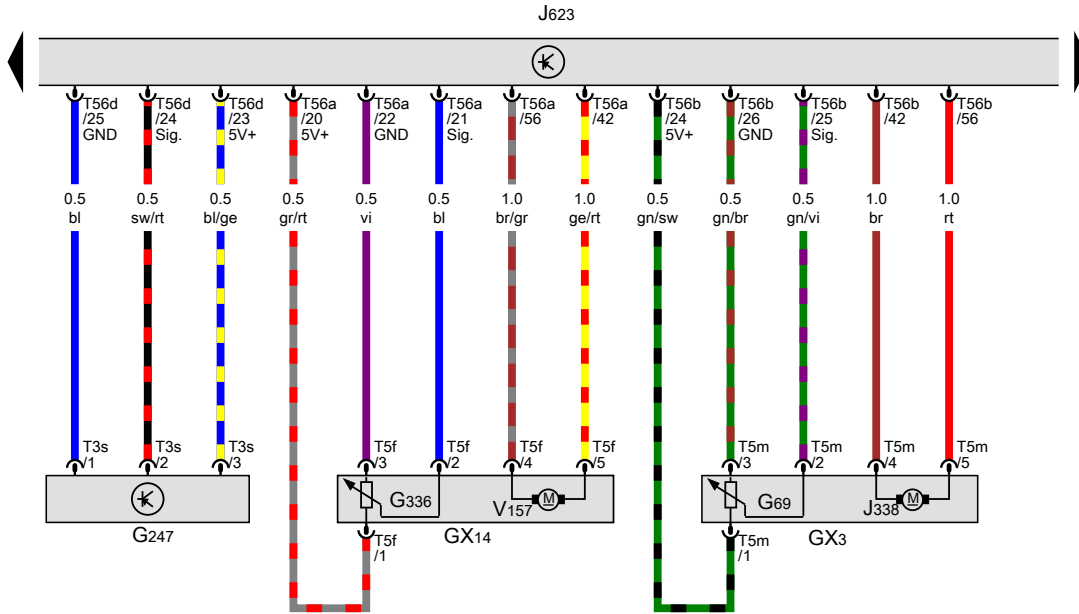 J623
T56d T56d T56d T56a T56a T56a T56a T56a T56b T56b T56b T56b T56b
/25 /24 /23 /20 /22 /21 /56 /42 /24 /26 /25 /42 /56
GND Sig. 5V+ 5V+ GND Sig. 5V+ GND Sig.
0.5 0.5 0.5 0.5 0.5 0.5 1.0 1.0 0.5 0.5 0.5 1.0 1.0
bl sw/rt bl/ge gr/rt vi bl br/gr ge/rt gn/sw gn/br gn/vi br rt
T3s T3s T3s T5f T5f T5f T5f T5m T5m T5m T5m
/1 /2 /3 /3 /2 /4 /5 /3 /2 /4 /5
G336 V157 M G69 J338 M
G247 GX14 GX3
T5f T5m
/1 /1